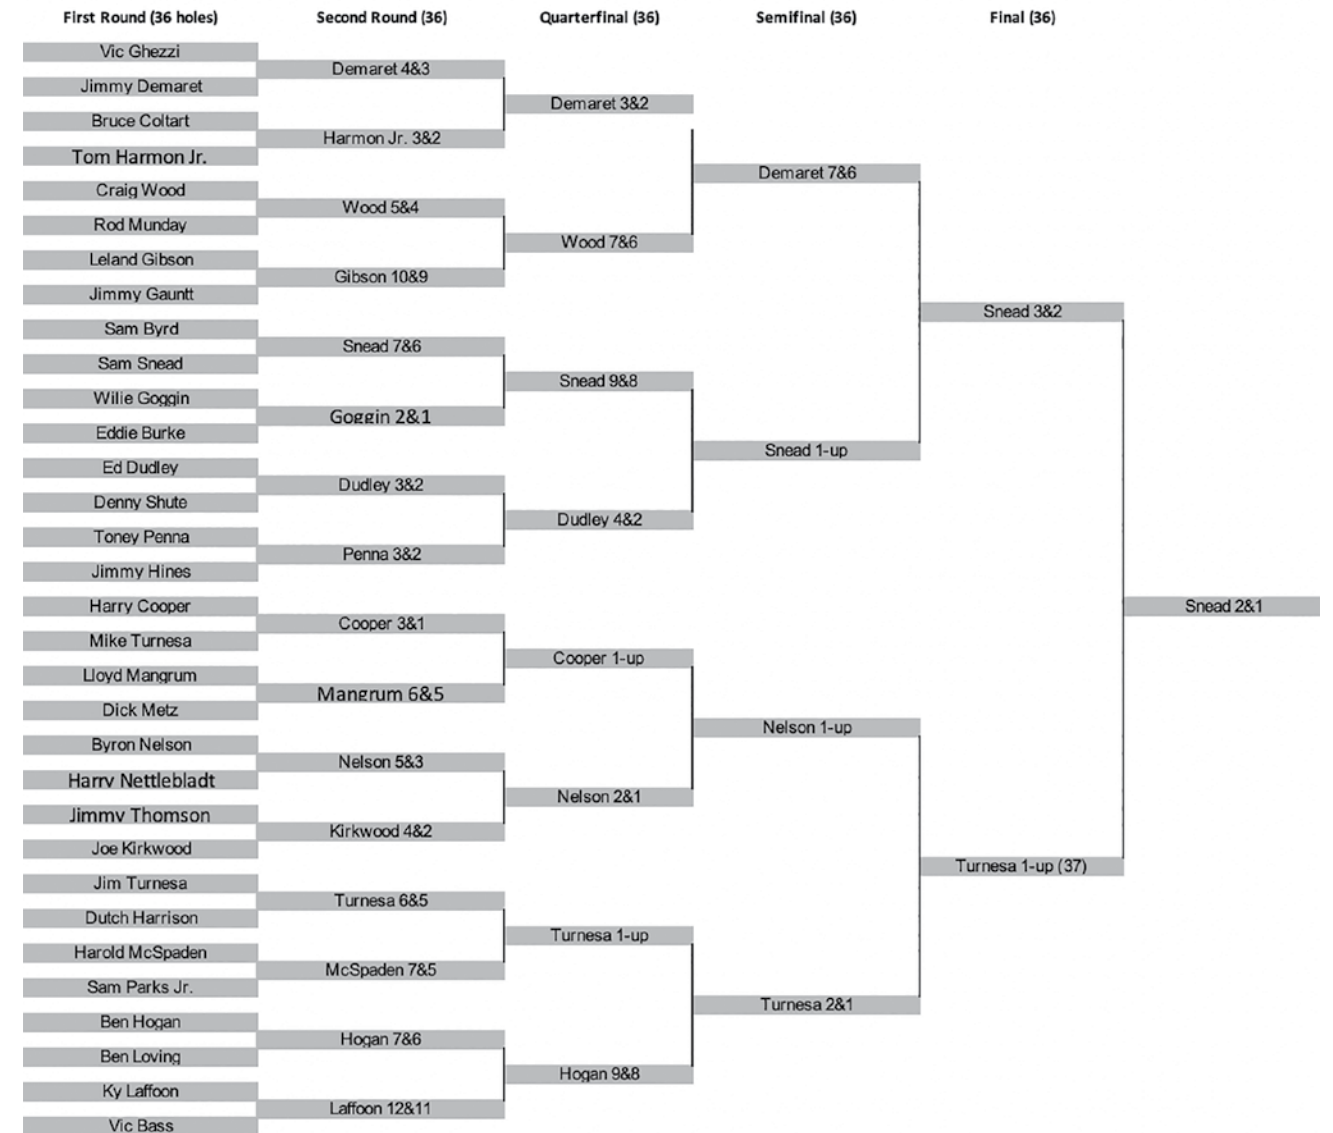 First Round (36 holes)
Second Round (36)
Quarterfinal (36)
Semifinal (36)
Final (36)
Vic Ghezzi
Jimmy Demaret
Bruce Coltart
Tom Harmon Jr.
Craig Wood
Rod Munday
Leland Gibson
Jimmy Gauntt
Sam Byrd
Sam Snead
Wilie Goggin
Eddie Burke
Ed Dudley
Denny Shute
Toney Penna
Jimmy Hines
Harry Cooper
Mike Turnesa
Lloyd Mangrum
Dick Metz
Byron Nelson
Harry Nettlebladt
Jimmy Thomson
Joe Kirkwood
Jim Turnesa
Dutch Harrison
Harold McSpaden
Sam Parks Jr.
Ben Hogan
Ben Loving
Ky Laffoon
Vic Bass
Demaret 4&3
Harmon Jr. 3&2
Wood 5&4
Gibson 10&9
Snead 7&6
Goggin 2&1
Dudley 3&2
Penna 3&2
Cooper 3&1
Mangrum 6&5
Nelson 5&3
Kirkwood 4&2
Turnesa 6&5
McSpaden 7&5
Hogan 7&6
Laffoon 12&11
Demaret 3&2
Wood 7&6
Snead 9&8
Dudley 4&2
Cooper 1-up
Nelson 2&1
Turnesa 1-up
Hogan 9&8
Demaret 7&6
Snead 1-up
Nelson 1-up
Turnesa 2&1
Snead 3&2
Turnesa 1-up (37)
Snead 2&1